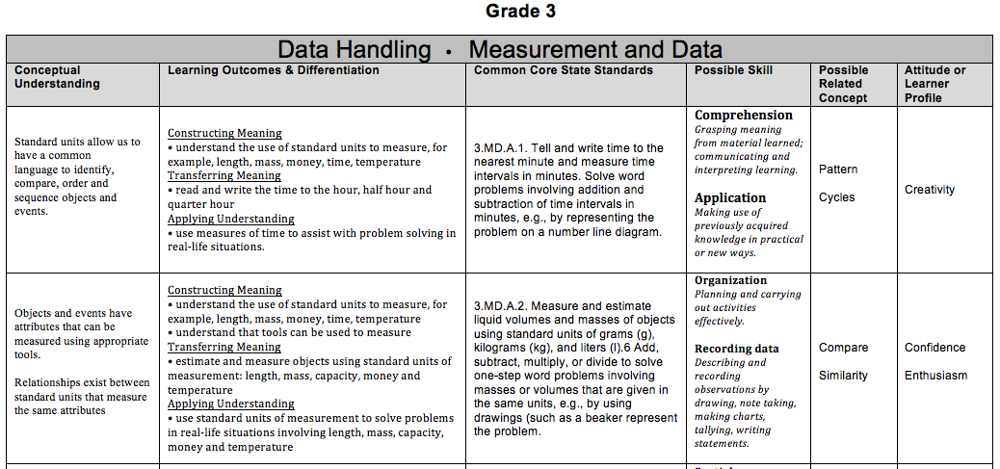 Grade 3
Data Handling • Measurement and Data
Conceptual
Understanding
Learning Outcomes & Differentiation
Common Core State Standards
Possible Skill
Possible
Related
Concept
Attitude or
Learner
Profile
Standard units allow us to
have a common
language to identify,
compare, order and
sequence objects and
events.
Constructing Meaning
• understand the use of standard units to measure, for
example, length, mass, money, time, temperature
Transferring Meaning
• read and write the time to the hour, half hour and
quarter hour
Applying Understanding
• use measures of time to assist with problem solving in
real-life situations.
3.MD.A.1. Tell and write time to the
nearest minute and measure time
intervals in minutes. Solve word
problems involving addition and
subtraction of time intervals in
minutes, e.g., by representing the
problem on a number line diagram.
Comprehension
Grasping meaning
from material learned;
communicating and
interpreting learning.
Application
Making use of
previously acquired
knowledge in practical
or new ways.
Pattern
Cycles
Creativity
Objects and events have
attributes that can be
measured using appropriate
tools.
Relationships exist between
standard units that measure
the same attributes
Constructing Meaning
• understand the use of standard units to measure, for
example, length, mass, money, time, temperature
• understand that tools can be used to measure
Transferring Meaning
• estimate and measure objects using standard units of
measurement: length, mass, capacity, money and
temperature
Applying Understanding
• use standard units of measurement to solve problems
in real-life situations involving length, mass, capacity,
money and temperature
3.MD.A.2. Measure and estimate
liquid volumes and masses of objects
using standard units of grams (g),
kilograms (kg), and liters (l).6 Add,
subtract, multiply, or divide to solve
one-step word problems involving
masses or volumes that are given in
the same units, e.g., by using
drawings (such as a beaker represent
the problem.
Organization
Planning and carrying
out activities
effectively.
Recording data
Describing and
recording
observations by
drawing, note taking,
making charts,
tallying, writing
statements.
Compare
Similarity
Confidence
Enthusiasm